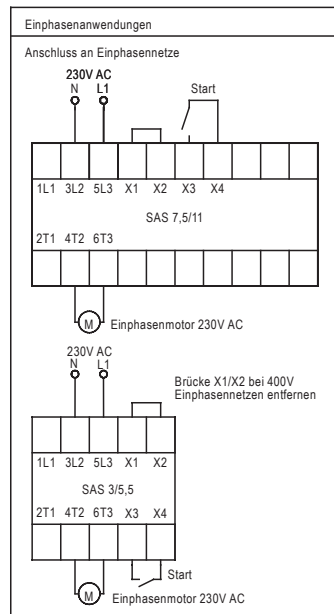 Einphasenanwendungen
Anschluss an Einphasennetze
230V AC
N L1
Start
1L1 3L2 5L3 X1 X2 X3 X4
SAS 7,5/11
2T1 4T2 6T3
M Einphasenmotor 230V AC
230V AC
N L1
Brücke X1/X2 bei 400V
Einphasennetzen entfernen
1L1 3L2 5L3 X1 X2
SAS 3/5,5
2T1 4T2 6T3 X3 X4
Start
M Einphasenmotor 230V AC